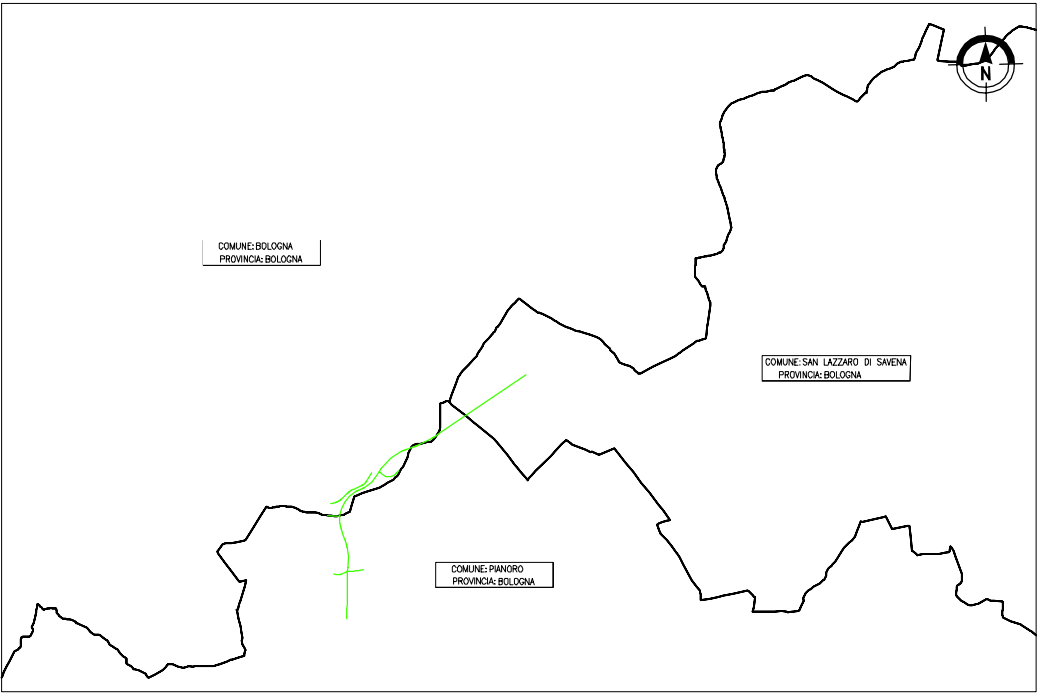 N
COMUNE: BOLOGNA
PROVINCIA: BOLOGNA
COMUNE: SAN LAZZARO DI SAVENA
PROVINCIA: BOLOGNA
COMUNE: PIANORO
PROVINCIA: BOLOGNA